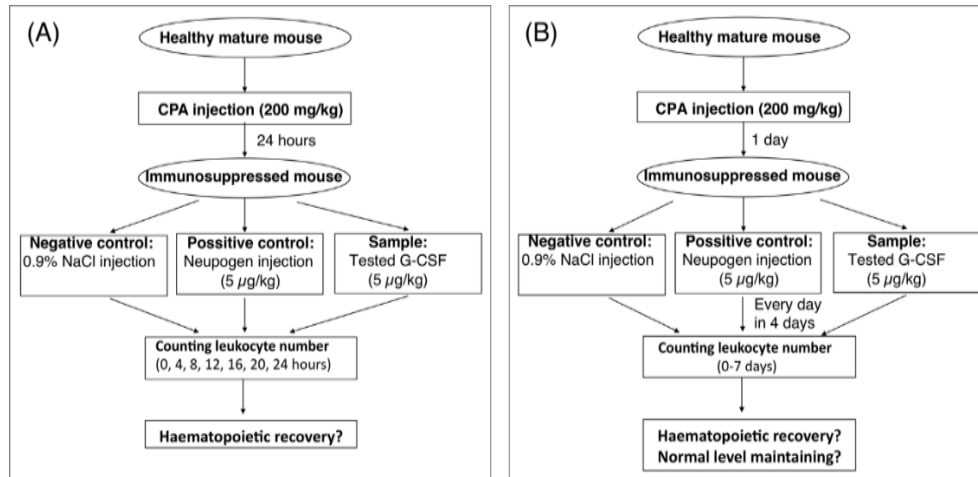 (A)
Healthy mature mouse
CPA injection (200 mg/kg)
24 hours
Immunosuppressed mouse
Negative control:
0.9% NaCl injection
Possitive control:
Neupogen injection
(5 µg/kg)
Sample:
Tested G-CSF
(5 µg/kg)
Counting leukocyte number
(0, 4, 8, 12, 16, 20, 24 hours)
Haematopoietic recovery?
(B)
Healthy mature mouse
CPA injection (200 mg/kg)
1 day
Immunosuppressed mouse
Negative control:
0.9% NaCl injection
Possitive control:
Neupogen injection
(5 µg/kg)
Sample:
Tested G-CSF
(5 µg/kg)
Every day
in 4 days
Counting leukocyte number
(0-7 days)
Haematopoietic recovery?
Normal level maintaining?